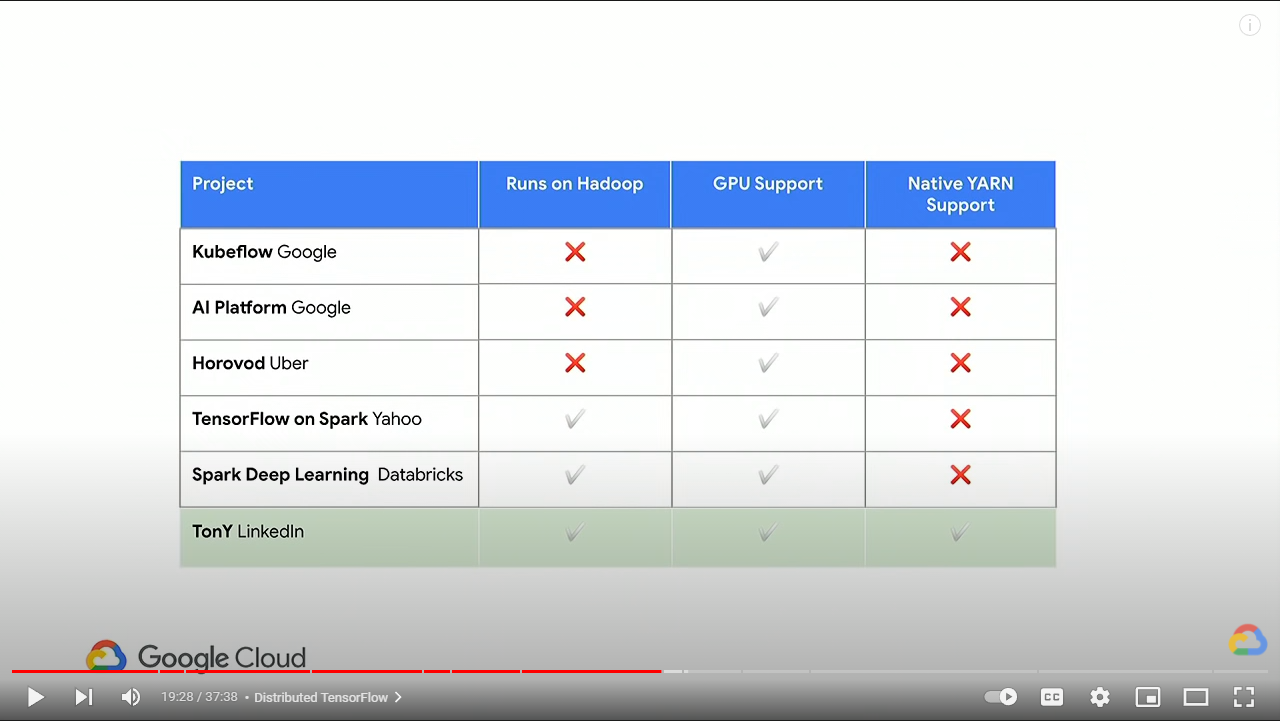 Project
Runs on Hadoop
GPU Support
Native YARN
Support
Kubeflow Google
AI Platform Google
Horovod Uber
TensorFlow on Spark Yahoo
Spark Deep Learning Databricks
TonY LinkedIn
Google Cloud
19:28 / 37:38 • Distributed TensorFlow
CC